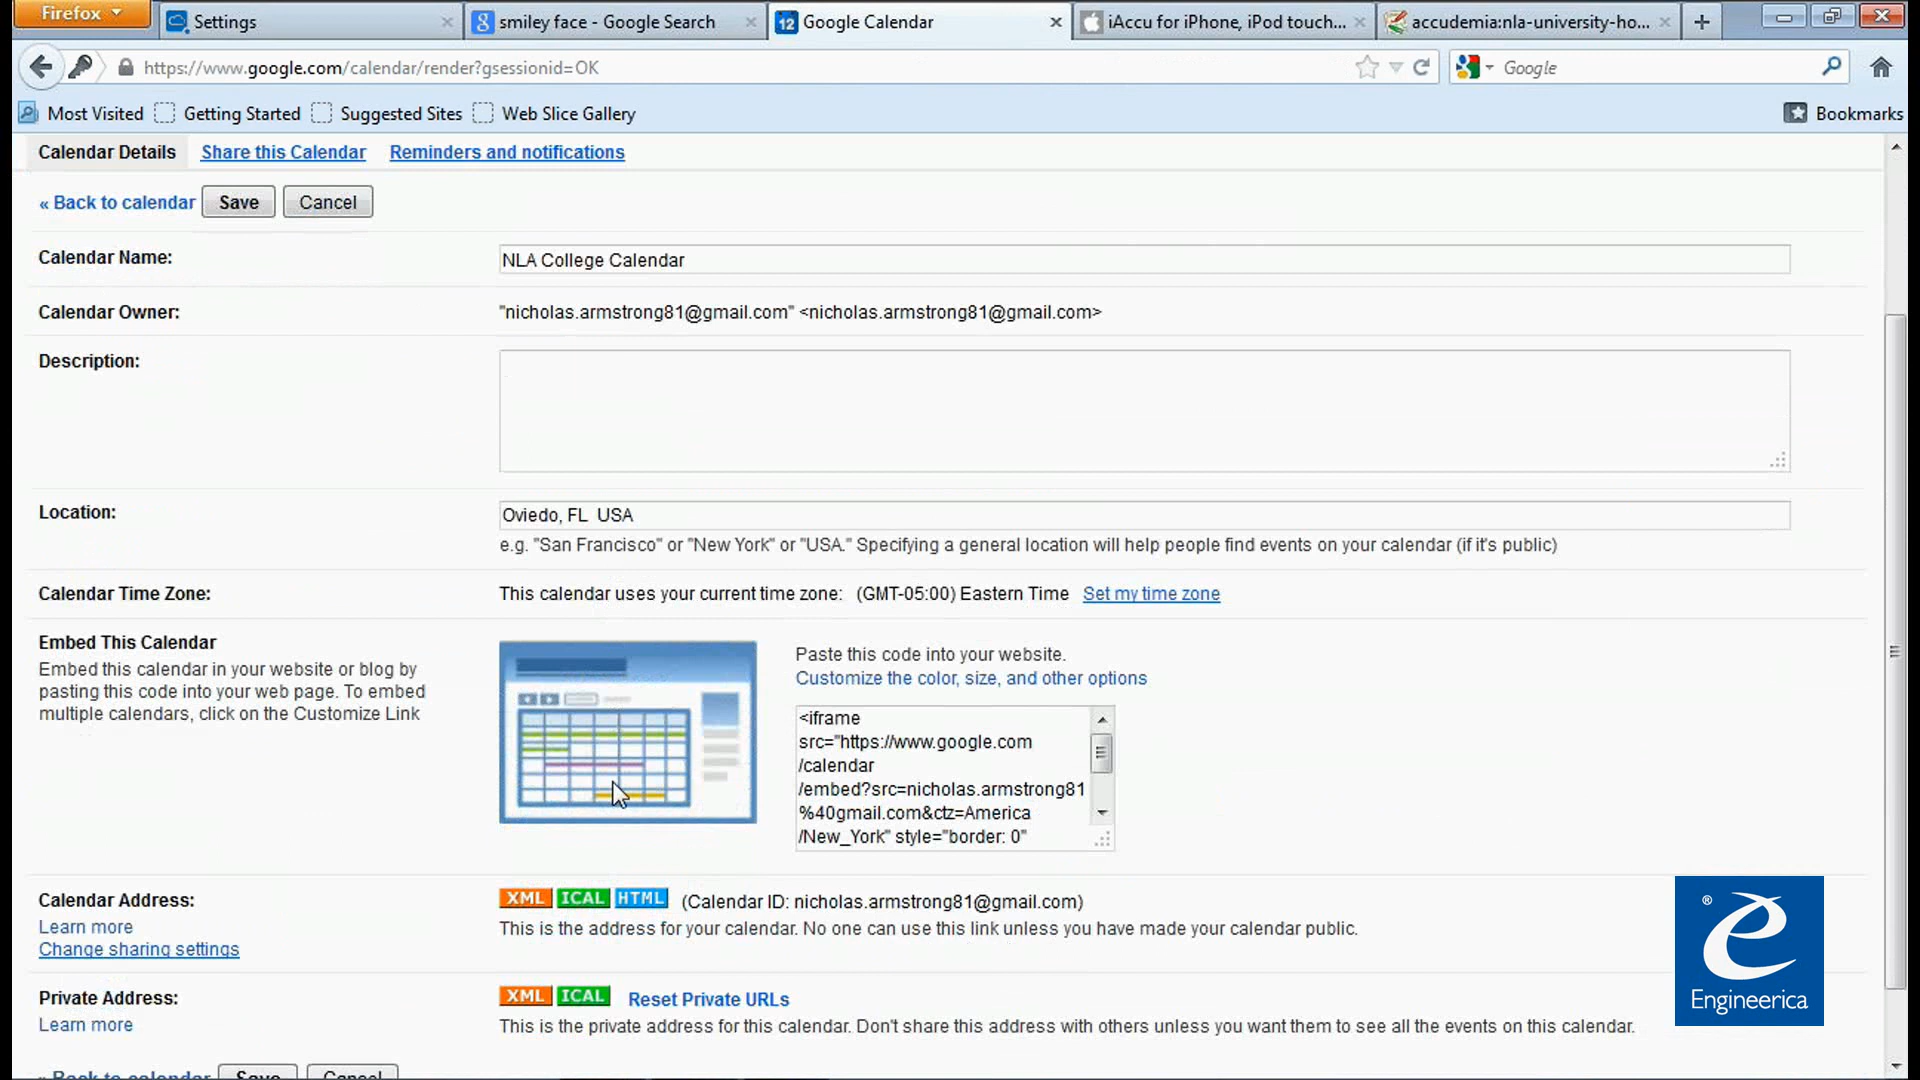 Firefox
Settings
smiley face - Google Search
12 Google Calendar
iAccu for iPhone, iPod touch...
accudemia:nla-university-ho...
https://www.google.com/calendar/render?gsessionid=OK
Google
Most Visited
Getting Started
Suggested Sites
Web Slice Gallery
Bookmarks
Calendar Details
Share this Calendar
Reminders and notifications
« Back to calendar
Save
Cancel
Calendar Name:
NLA College Calendar
Calendar Owner:
"nicholas.armstrong81@gmail.com" <nicholas.armstrong81@gmail.com>
Description:
Location:
Oviedo, FL  USA
e.g. "San Francisco" or "New York" or "USA." Specifying a general location will help people find events on your calendar (if it's public)
Calendar Time Zone:
This calendar uses your current time zone: (GMT-05:00) Eastern Time
Set my time zone
Embed This Calendar
Embed this calendar in your website or blog by
pasting this code into your web page. To embed
multiple calendars, click on the Customize Link
Paste this code into your website.
Customize the color, size, and other options
<iframe
src="https://www.google.com
/calendar
/embed?src=nicholas.armstrong81
%40gmail.com&ctz=America
/New_York" style="border: 0"
Calendar Address:
Learn more
Change sharing settings
XML ICAL HTML (Calendar ID: nicholas.armstrong81@gmail.com)
This is the address for your calendar. No one can use this link unless you have made your calendar public.
Private Address:
Learn more
XML ICAL Reset Private URLs
This is the private address for this calendar. Don't share this address with others unless you want them to see all the events on this calendar.
« Back to calendar
Save
Cancel
® e
Engineerica